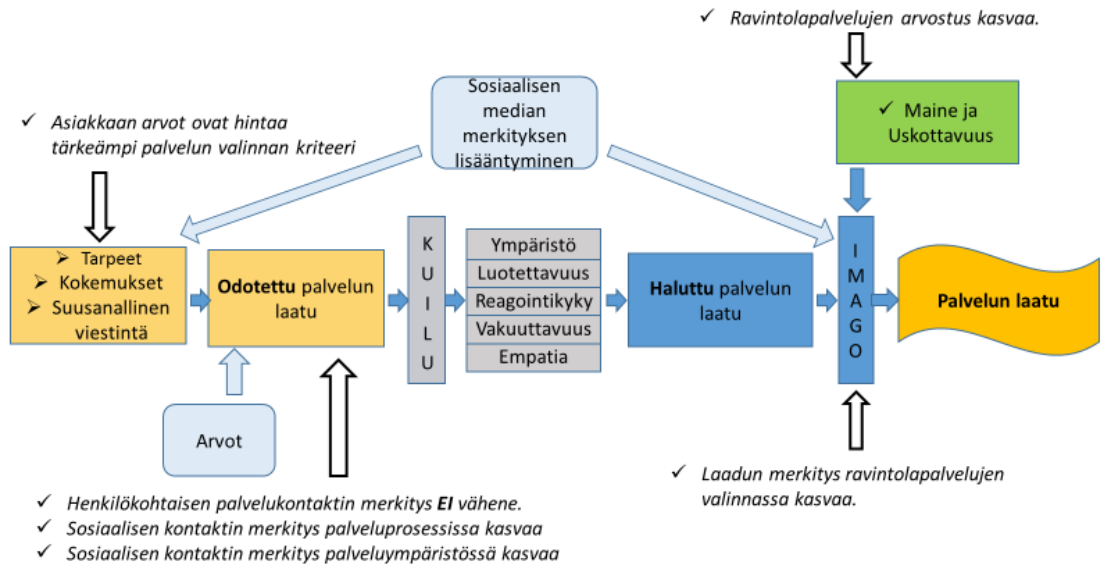 ✓ Ravintolapalvelujen arvostus kasvaa.
Sosiaalisen
median
merkityksen
lisääntyminen
✓ Maine ja
Uskottavuus
✓ Asiakkaan arvot ovat hintaa
tärkeämpi palvelun valinnan kriteeri
➢ Tarpeet
➢ Kokemukset
➢ Suusanallinen
viestintä
Odotettu palvelun
laatu
K
U
I
L
U
Ympäristö
Luotettavuus
Reagointikyky
Vakuuttavuus
Empatia
Haluttu palvelun
laatu
I
M
A
G
O
Palvelun laatu
Arvot
✓ Laadun merkitys ravintolapalvelujen
valinnassa kasvaa.
✓ Henkilökohtaisen palvelukontaktin merkitys EI vähene.
✓ Sosiaalisen kontaktin merkitys palveluprosessissa kasvaa
✓ Sosiaalisen kontaktin merkitys palveluympäristössä kasvaa